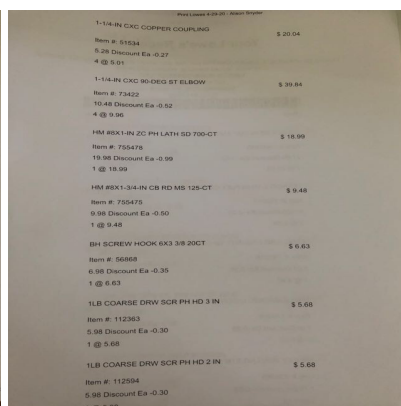 Print Lowes 4-23-20 - Alison Snyder
1-1/4-IN CXC COPPER COUPLING $ 20.04
Item #: 51534
5.28 Discount Ea -0.27
4 @ 5.01
1-1/4-IN CXC 90-DEG ST ELBOW $ 39.84
Item #: 73422
10.48 Discount Ea -0.52
4 @ 9.96
HM #8X1-IN ZC PH LATH SD 700-CT $ 18.99
Item #: 755478
19.98 Discount Ea -0.99
1 @ 18.99
HM #8X1-3/4-IN CB RD MS 125-CT $ 9.48
Item #: 755475
9.98 Discount Ea -0.50
1 @ 9.48
BH SCREW HOOK 6X3 3/8 20CT $ 6.63
Item #: 56868
6.98 Discount Ea -0.35
1 @ 6.63
1LB COARSE DRW SCR PH HD 3 IN $ 5.68
Item #: 112363
5.98 Discount Ea -0.30
1 @ 5.68
1LB COARSE DRW SCR PH HD 2 IN $ 5.68
Item #: 112594
5.98 Discount Ea -0.30